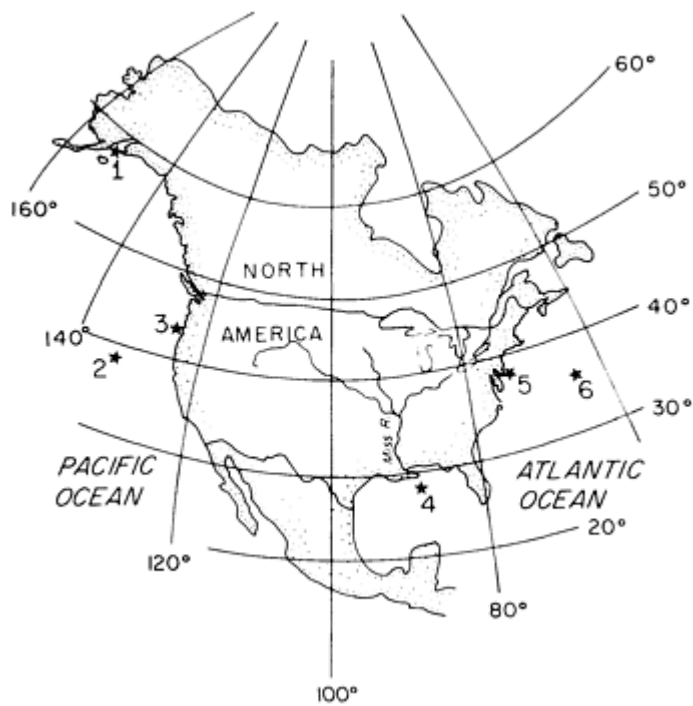 60°
1
50°
160°
NORTH
40°
3
AMERICA
140°
2
5
6
30°
Miss R
PACIFIC
OCEAN
ATLANTIC
OCEAN
4
20°
120°
80°
100°